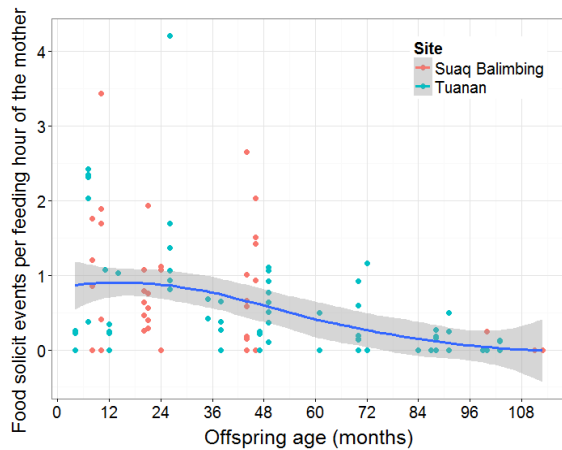 Food solicit events per feeding hour of the mother
4
3
2
1
0
Site
Suaq Balimbing
Tuanan
0 12 24 36 48 60 72 84 96 108
Offspring age (months)